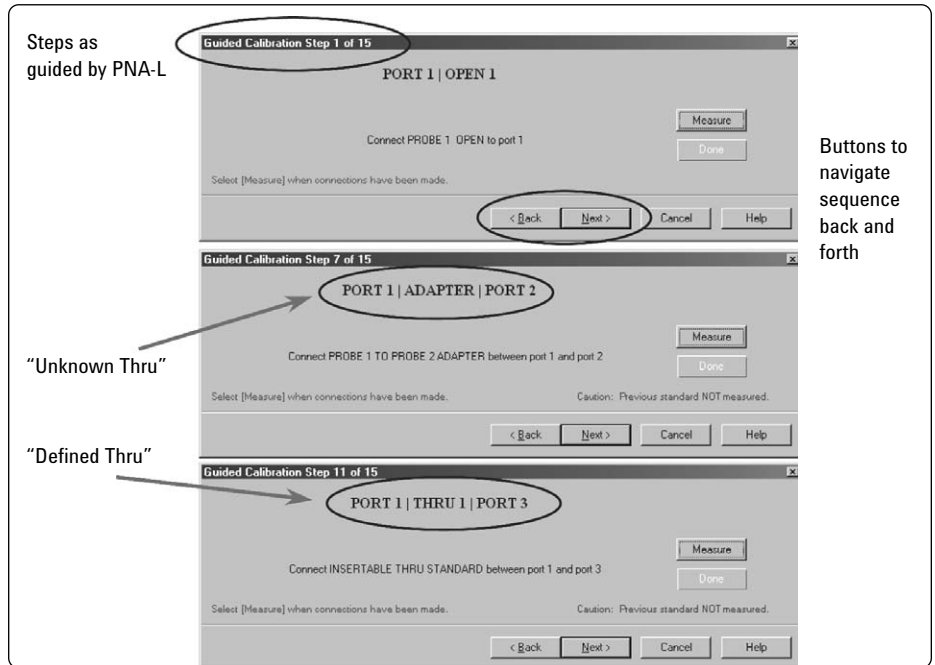 Steps as
guided by PNA-L
Guided Calibration Step 1 of 15
PORT 1 | OPEN 1
Connect PROBE 1 OPEN to port 1
Measure
Done
Select [Measure] when connections have been made.
< Back
Next >
Cancel
Help
Buttons to
navigate
sequence
back and
forth
Guided Calibration Step 7 of 15
PORT 1 | ADAPTER | PORT 2
"Unknown Thru"
Connect PROBE 1 TO PROBE 2 ADAPTER between port 1 and port 2
Measure
Done
Select [Measure] when connections have been made.
Caution: Previous standard NOT measured.
< Back
Next >
Cancel
Help
"Defined Thru"
Guided Calibration Step 11 of 15
PORT 1 | THRU 1 | PORT 3
Connect INSERTABLE THRU STANDARD between port 1 and port 3
Measure
Done
Select [Measure] when connections have been made.
Caution: Previous standard NOT measured.
< Back
Next >
Cancel
Help